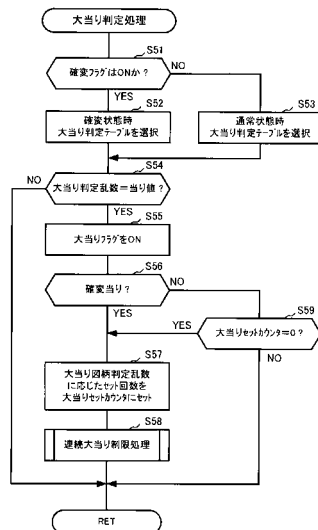 大当り判定処理
S51
確変フラグはONか？
NO
YES
S52
確変状態時
大当り判定テーブルを選択
S53
通常状態時
大当り判定テーブルを選択
S54
NO
大当り判定乱数＝当り値？
YES
S55
大当りフラグをON
S56
確変当り？
NO
YES
S59
大当りセットカウンタ＝0？
YES
NO
S57
大当り図柄判定乱数
に応じたセット回数を
大当りセットカウンタにセット
S58
連続大当り制限処理
RET